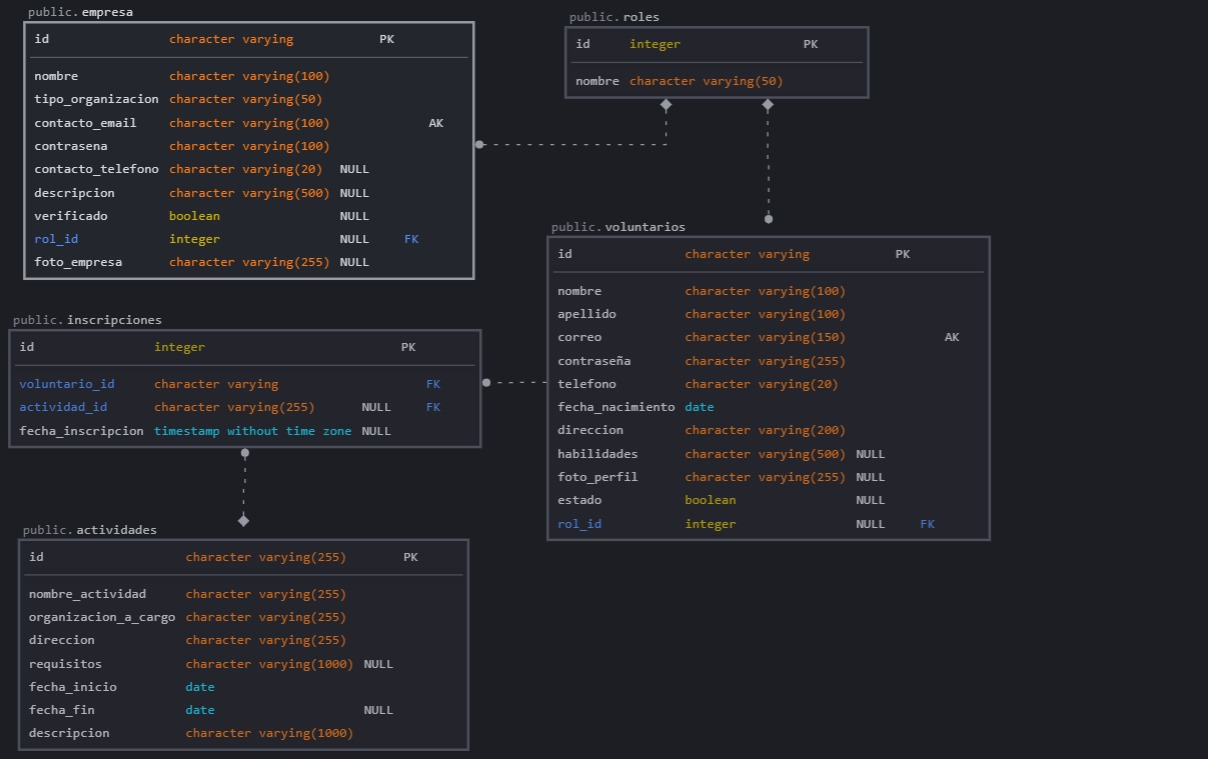 public.empresa
id character varying PK
nombre character varying(100)
tipo_organizacion character varying(50)
contacto_email character varying(100) AK
contrasena character varying(100)
contacto_telefono character varying(20) NULL
descripcion character varying(500) NULL
verificado boolean NULL
rol_id integer NULL FK
foto_empresa character varying(255) NULL
public.roles
id integer PK
nombre character varying(50)
public.voluntarios
id character varying PK
nombre character varying(100)
apellido character varying(100)
correo character varying(150) AK
contraseña character varying(255)
telefono character varying(20)
fecha_nacimiento date
direccion character varying(200)
habilidades character varying(500) NULL
foto_perfil character varying(255) NULL
estado boolean NULL
rol_id integer NULL FK
public.inscripciones
id integer PK
voluntario_id character varying FK
actividad_id character varying(255) NULL FK
fecha_inscripcion timestamp without time zone NULL
public.actividades
id character varying(255) PK
nombre_actividad character varying(255)
organizacion_a_cargo character varying(255)
direccion character varying(255)
requisitos character varying(1000) NULL
fecha_inicio date
fecha_fin date NULL
descripcion character varying(1000)